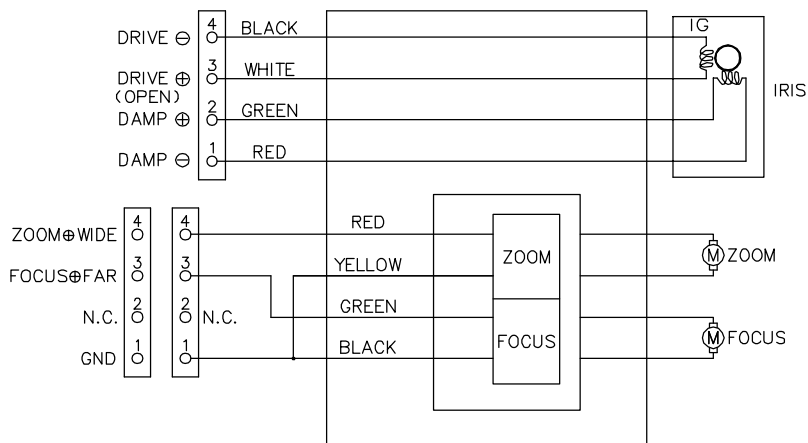 DRIVE ⊖ 4 BLACK IG
DRIVE ⊕ 3 WHITE
(OPEN)
IRIS
DAMP ⊕ 2 GREEN
DAMP ⊖ 1 RED
ZOOM⊕WIDE 4 4 RED
ZOOM
ZOOM
M
FOCUS⊕FAR 3 3 YELLOW
N.C. 2 2 N.C. GREEN
FOCUS
FOCUS
M
GND 1 1 BLACK